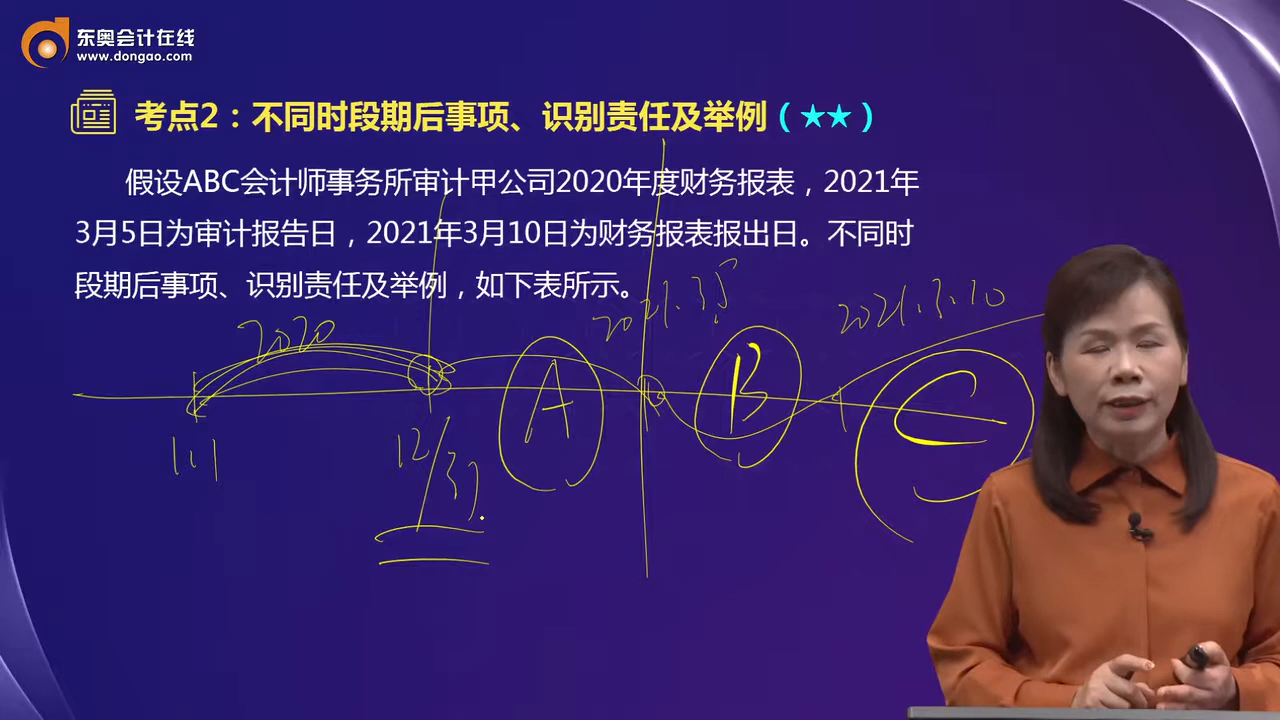 东奥会计在线
www.dongao.com
考点2：不同时段期后事项、识别责任及举例（★★）
假设ABC会计师事务所审计甲公司2020年度财务报表，2021年
3月5日为审计报告日，2021年3月10日为财务报表报出日。不同时
段期后事项、识别责任及举例，如下表所示。
2020
2021.3.5
2021.3.10
A
B
C
1.1
12/31